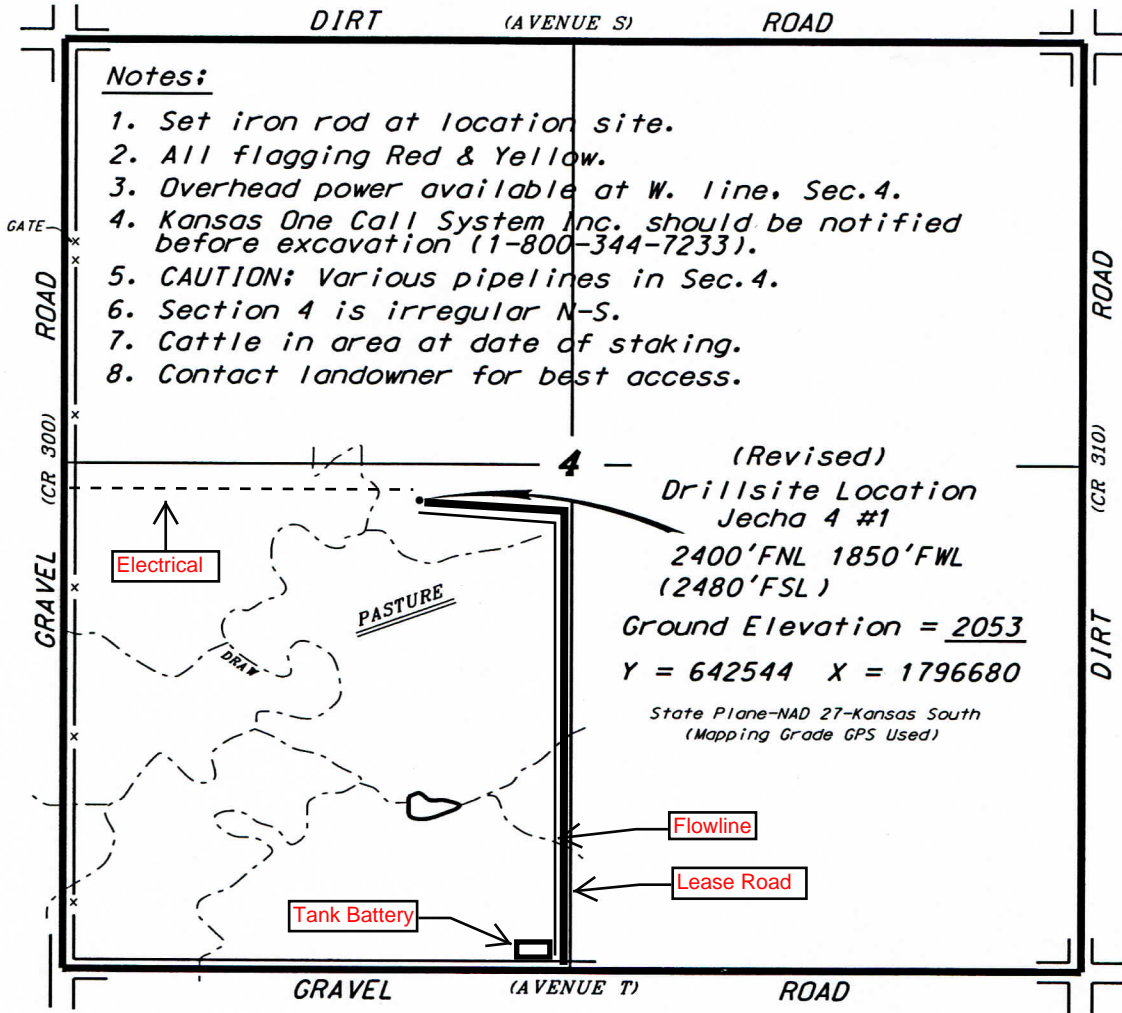 DIRT (AVENUE S) ROAD
Notes:
1. Set iron rod at location site.
2. All flagging Red & Yellow.
3. Overhead power available at W. line, Sec.4.
4. Kansas One Call System Inc. should be notified
before excavation (1-800-344-7233).
5. CAUTION: Various pipelines in Sec.4.
6. Section 4 is irregular N-S.
7. Cattle in area at date of staking.
8. Contact landowner for best access.
GATE
GRAVEL (CR 300) ROAD
DIRT (CR 310) ROAD
4
(Revised)
Drillsite Location
Jecha 4 #1
2400'FNL 1850'FWL
(2480'FSL)
Ground Elevation = 2053
Y = 642544 X = 1796680
State Plane-NAD 27-Kansas South
(Mapping Grade GPS Used)
Electrical
PASTURE
DRAW
Flowline
Lease Road
Tank Battery
GRAVEL (AVENUE T) ROAD